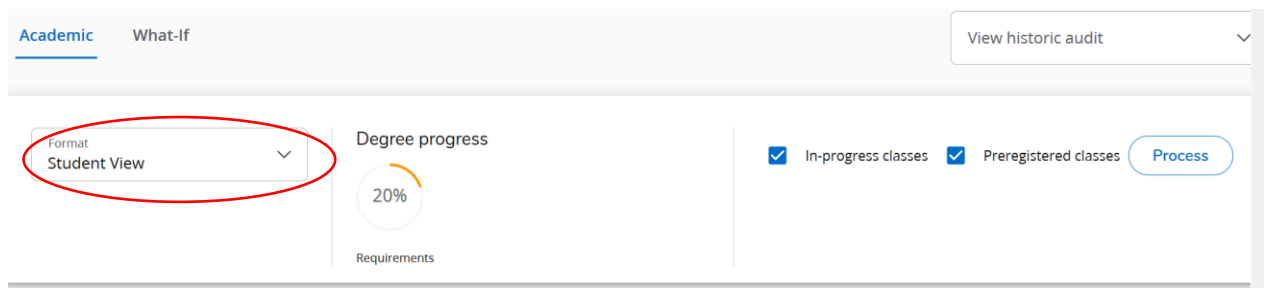 Academic What-If
View historic audit
Format
Student View
Degree progress
20%
Requirements
In-progress classes Preregistered classes Process